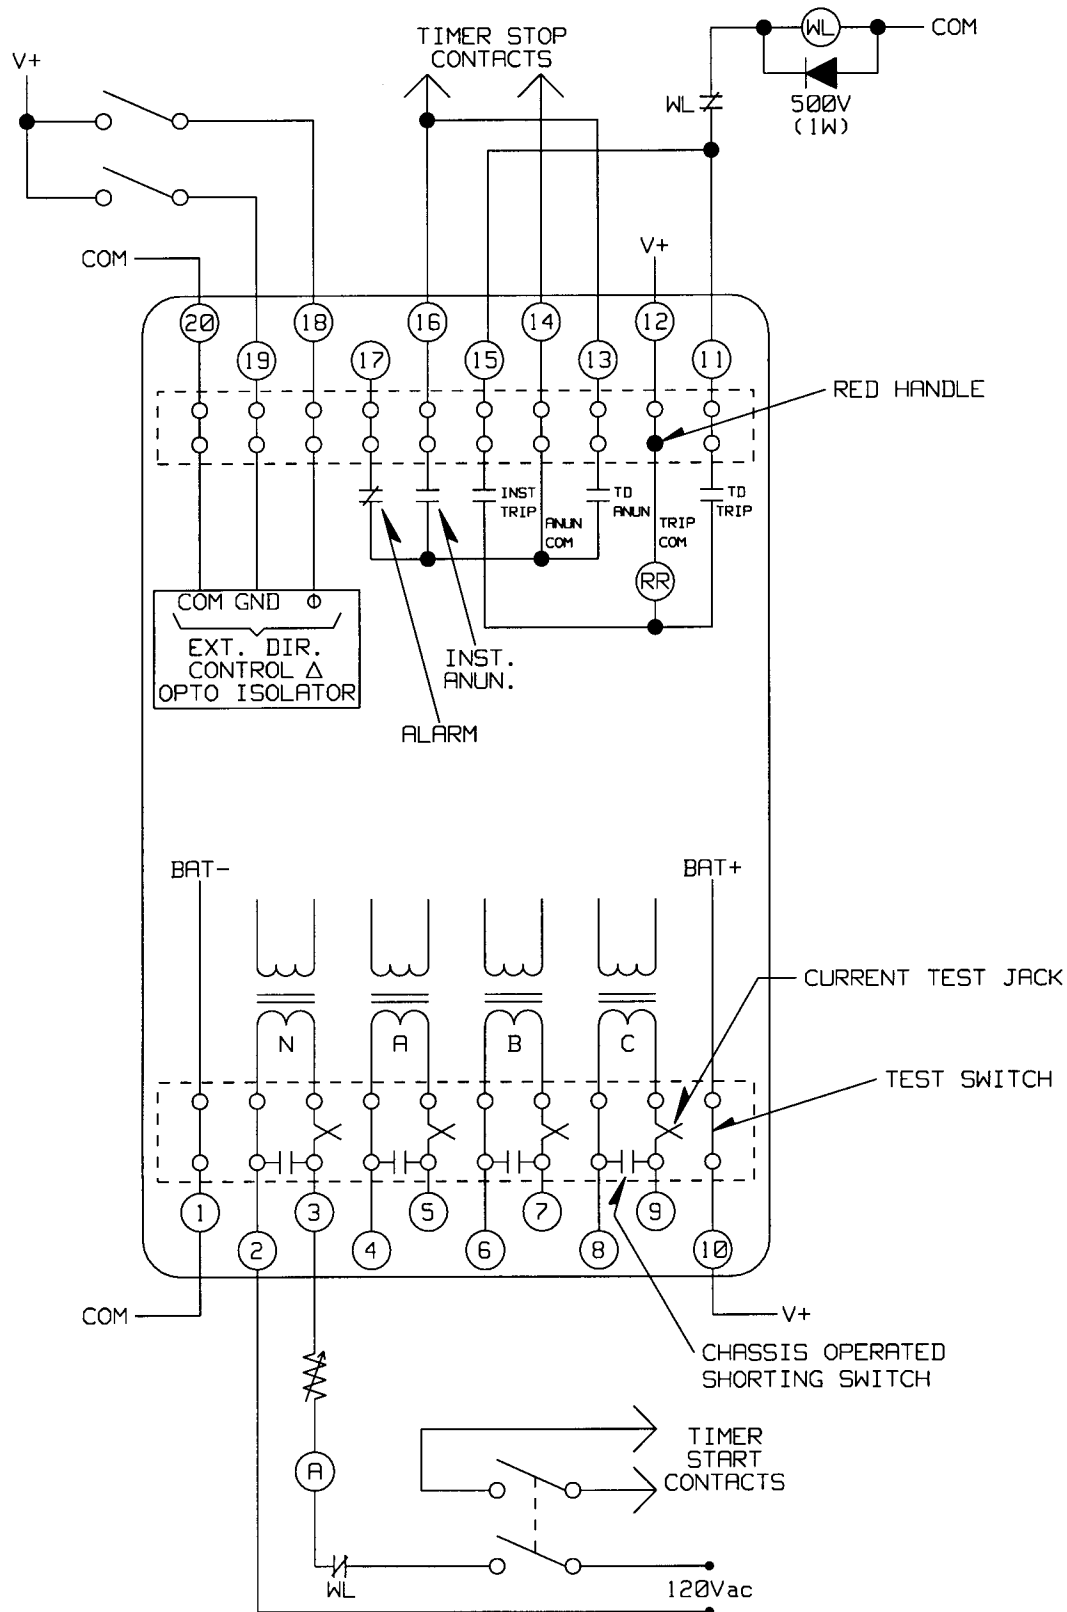 TIMER STOP
CONTACTS
WL
COM
V+
WL
500V
(1W)
COM
V+
20
18
16
14
12
19
17
15
13
11
RED HANDLE
INST
TRIP
ANUN
COM
TD
ANUN
TRIP
COM
TD
TRIP
RR
COM GND Φ
EXT. DIR.
CONTROL Δ
OPTO ISOLATOR
INST.
ANUN.
ALARM
BAT-
BAT+
CURRENT TEST JACK
N
A
B
C
TEST SWITCH
1
3
5
7
9
2
4
6
8
10
COM
V+
CHASSIS OPERATED
SHORTING SWITCH
TIMER
START
CONTACTS
A
WL
120Vac